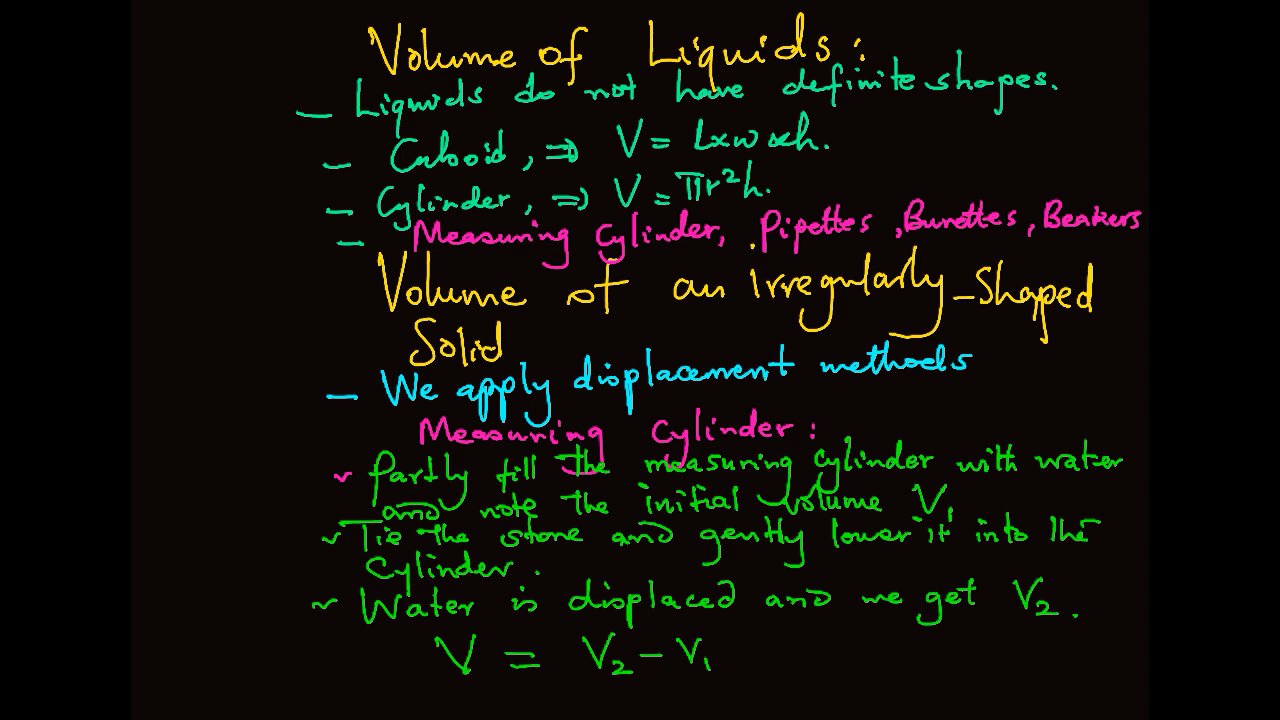 Volume of Liquids:
— Liquids do not have definite shapes.
— Cuboid, ⇒ V = L×w×h.
— Cylinder, ⇒ V = πr²h.
— Measuring Cylinder, Pipettes, Burettes, Beakers
Volume of an irregularly-shaped
Solid
— We apply displacement methods
Measuring Cylinder:
~ Partly fill the measuring cylinder with water
and note the initial volume V₁
~ Tie the stone and gently lower it into the
Cylinder.
~ Water is displaced and we get V₂.
V = V₂ – V₁